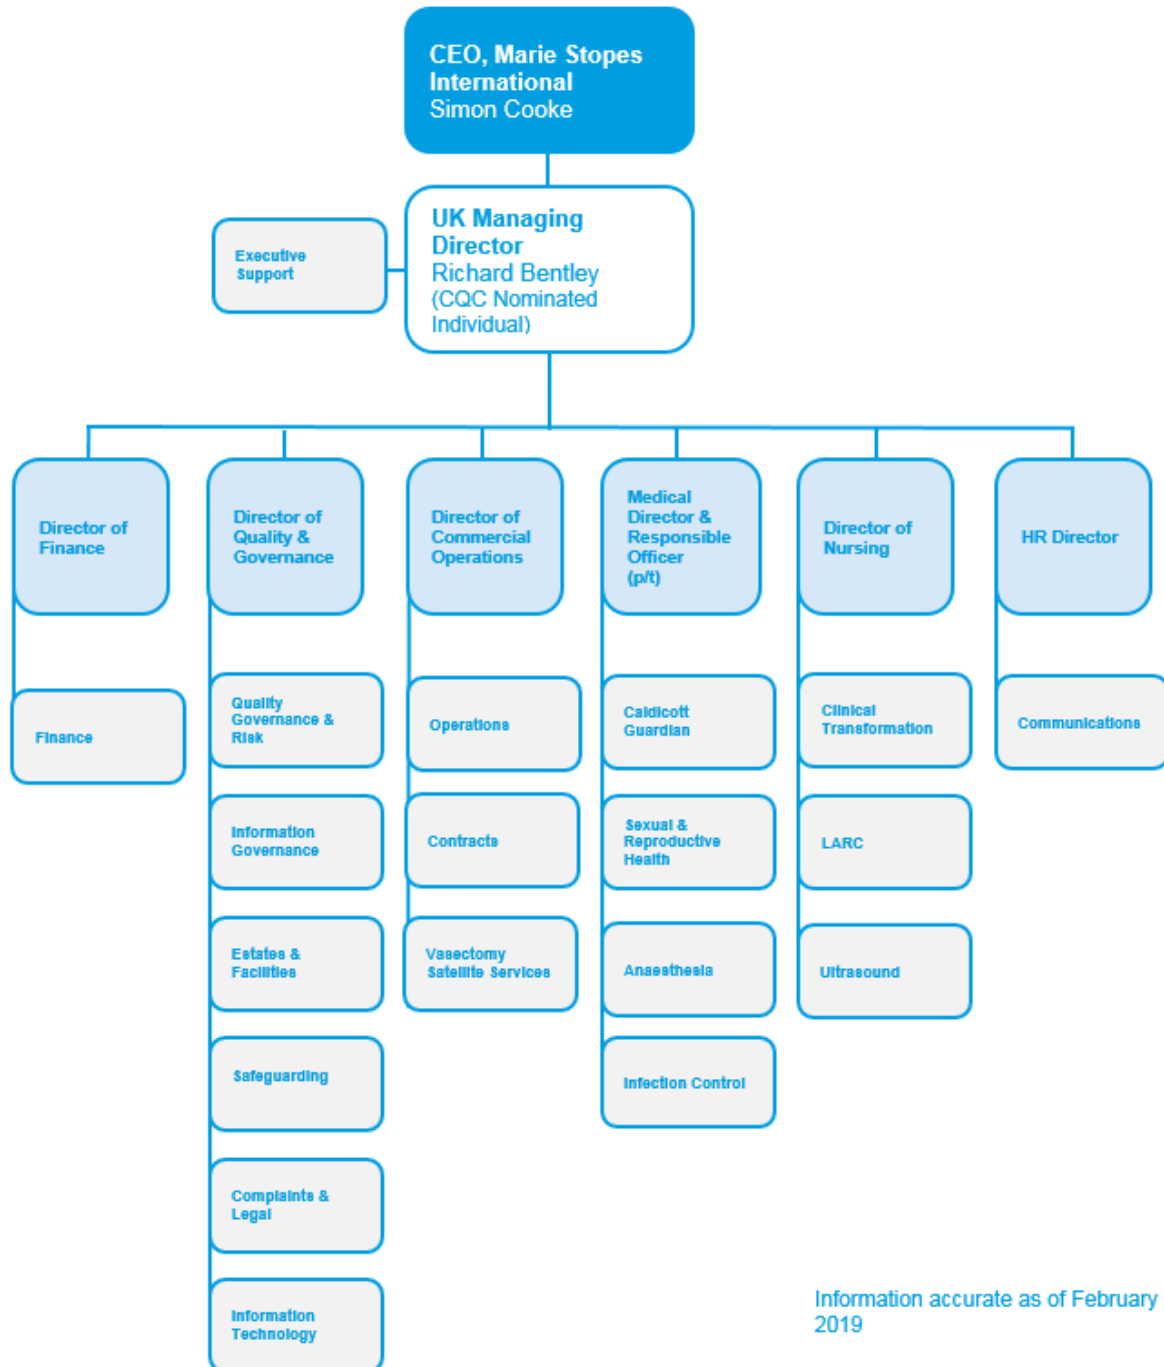 CEO, Marie Stopes
International
Simon Cooke
UK Managing
Director
Richard Bentley
(CQC Nominated
Individual)
Executive
Support
Director of
Finance
Director of
Quality &
Governance
Director of
Commercial
Operations
Medical
Director &
Responsible
Officer
(p/t)
Director of
Nursing
HR Director
Finance
Quality
Governance &
Risk
Information
Governance
Estates &
Facilities
Safeguarding
Complaints &
Legal
Information
Technology
Operations
Contracts
Vasectomy
Satellite Services
Caldicott
Guardian
Sexual &
Reproductive
Health
Anaesthesia
Infection Control
Clinical
Transformation
LARC
Ultrasound
Communications
Information accurate as of February
2019